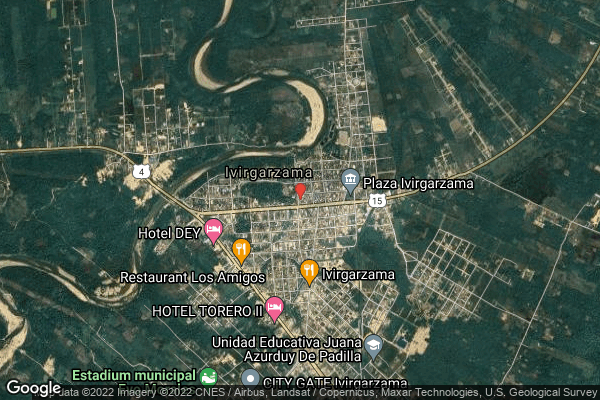 4
Ivirgarzama
Plaza Ivirgarzama
15
Hotel DEY
Restaurant Los Amigos
Ivirgarzama
HOTEL TORERO II
Unidad Educativa Juana
Azurduy De Padilla
Estadium municipal
CITY GATE Ivirgarzama
Google
data ©2022 Imagery ©2022 CNES / Airbus, Landsat / Copernicus, Maxar Technologies, U.S. Geological Survey